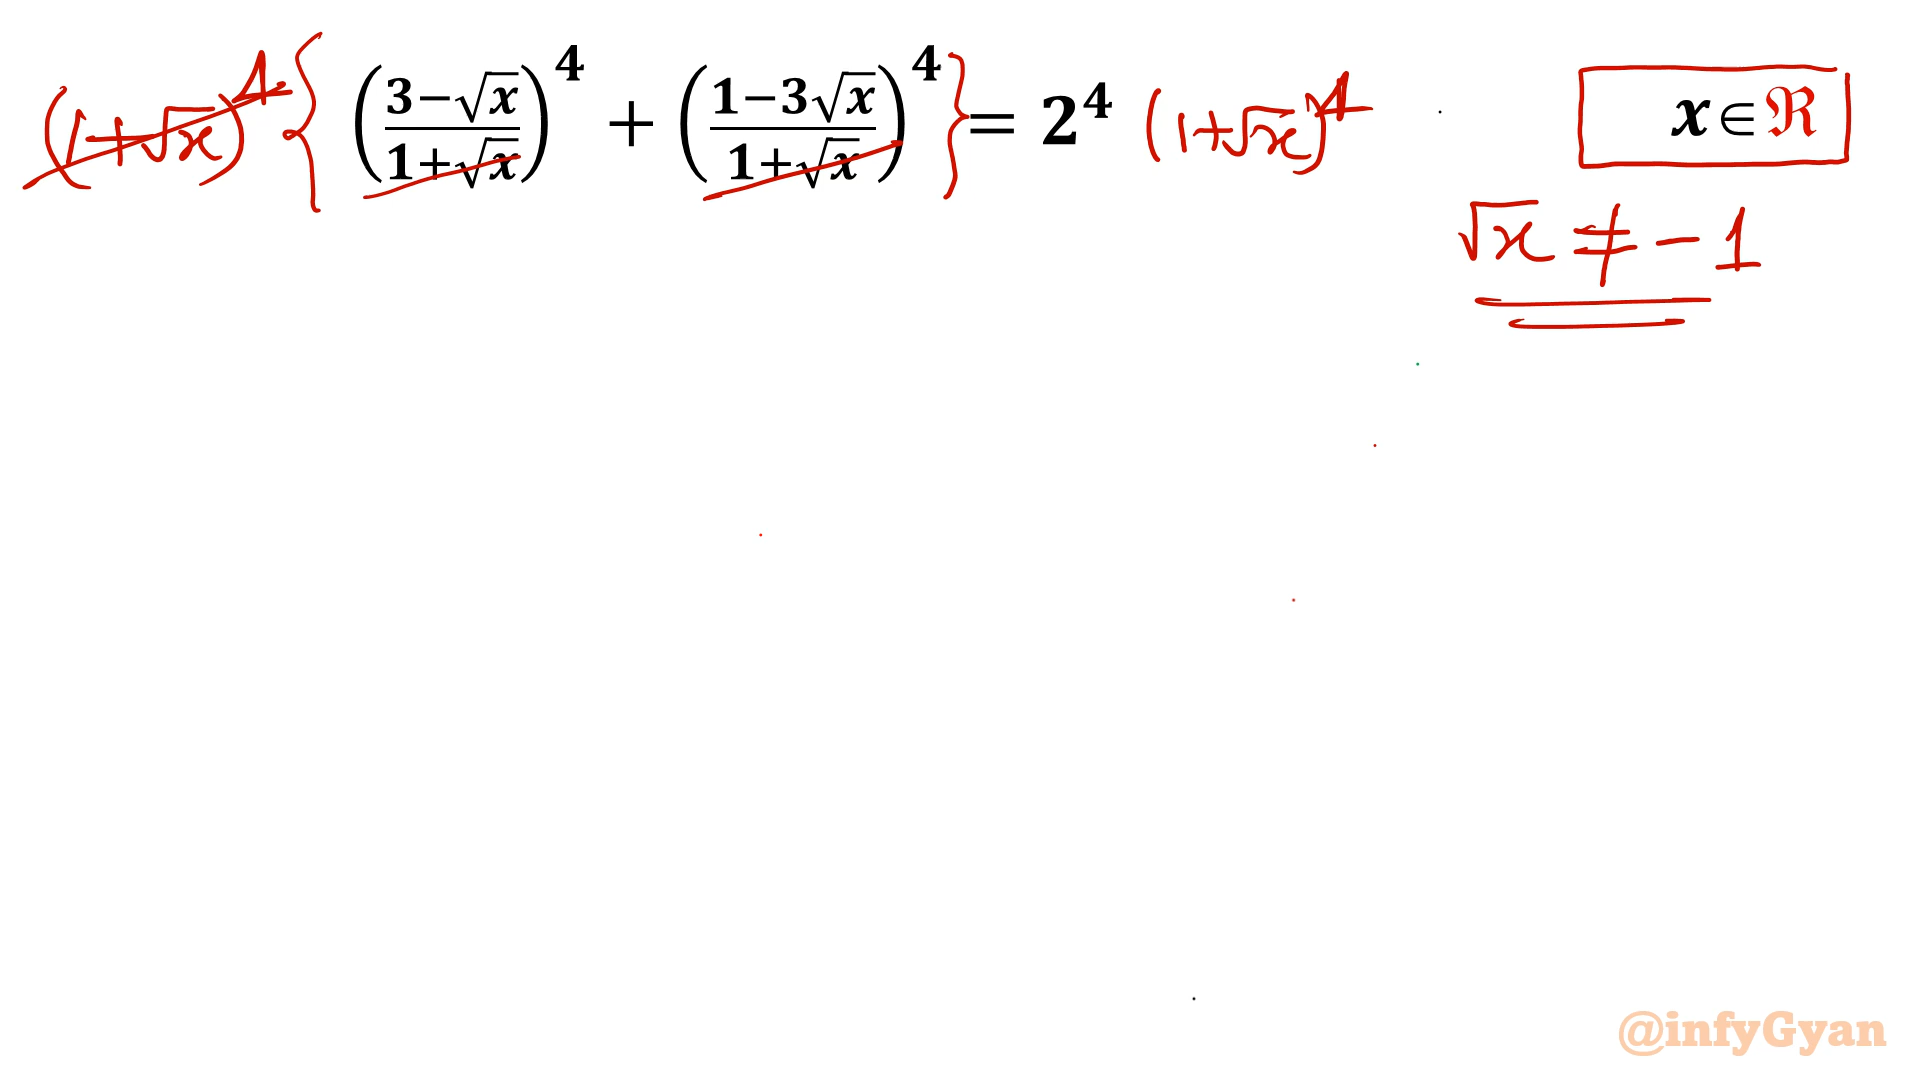 (1+√x)⁴ { ((3−√x)/(1+√x))⁴ + ((1−3√x)/(1+√x))⁴ } = 2⁴ (1+√x)⁴
x ∈ ℜ
√x ≠ −1
@infyGyan